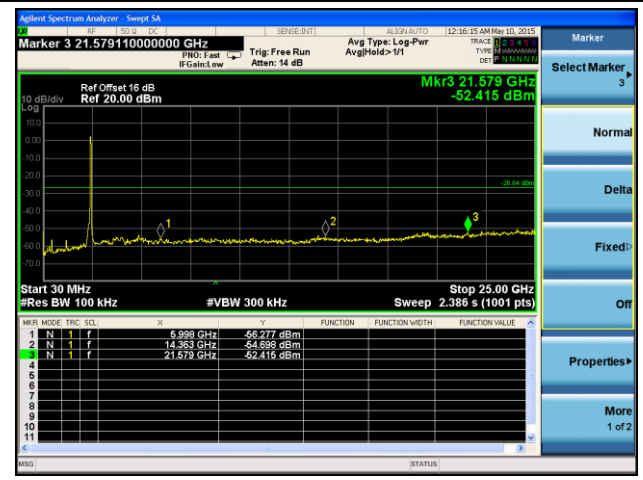 Agilent Spectrum Analyzer - Swept SA
RF 50 Ω DC SENSE:INT ALIGN AUTO 12:16:15 AM May 10, 2015
Marker 3 21.579110000000 GHz
PNO: Fast
IFGain:Low
Trig: Free Run
Atten: 14 dB
Avg Type: Log-Pwr
Avg|Hold:>1/1
TRACE 1 2 3 4 5 6
TYPE M
DET P N N N N N
Ref Offset 16 dB
Ref 20.00 dBm
10 dB/div
Log
Mkr3 21.579 GHz
-52.415 dBm
10.0
0.00
-10.0
-20.0
-26.64 dBm
-30.0
-40.0
-50.0
-60.0
-70.0
1
2
3
Start 30 MHz
#Res BW 100 kHz
#VBW 300 kHz
Stop 25.00 GHz
Sweep 2.386 s (1001 pts)
MKR MODE TRC SCL X Y FUNCTION FUNCTION WIDTH FUNCTION VALUE
1 N 1 f 5.998 GHz -56.277 dBm
2 N 1 f 14.363 GHz -54.698 dBm
3 N 1 f 21.579 GHz -52.415 dBm
4
5
6
7
8
9
10
11
MSG STATUS
Marker
Select Marker
3
Normal
Delta
Fixed
Off
Properties
More
1 of 2